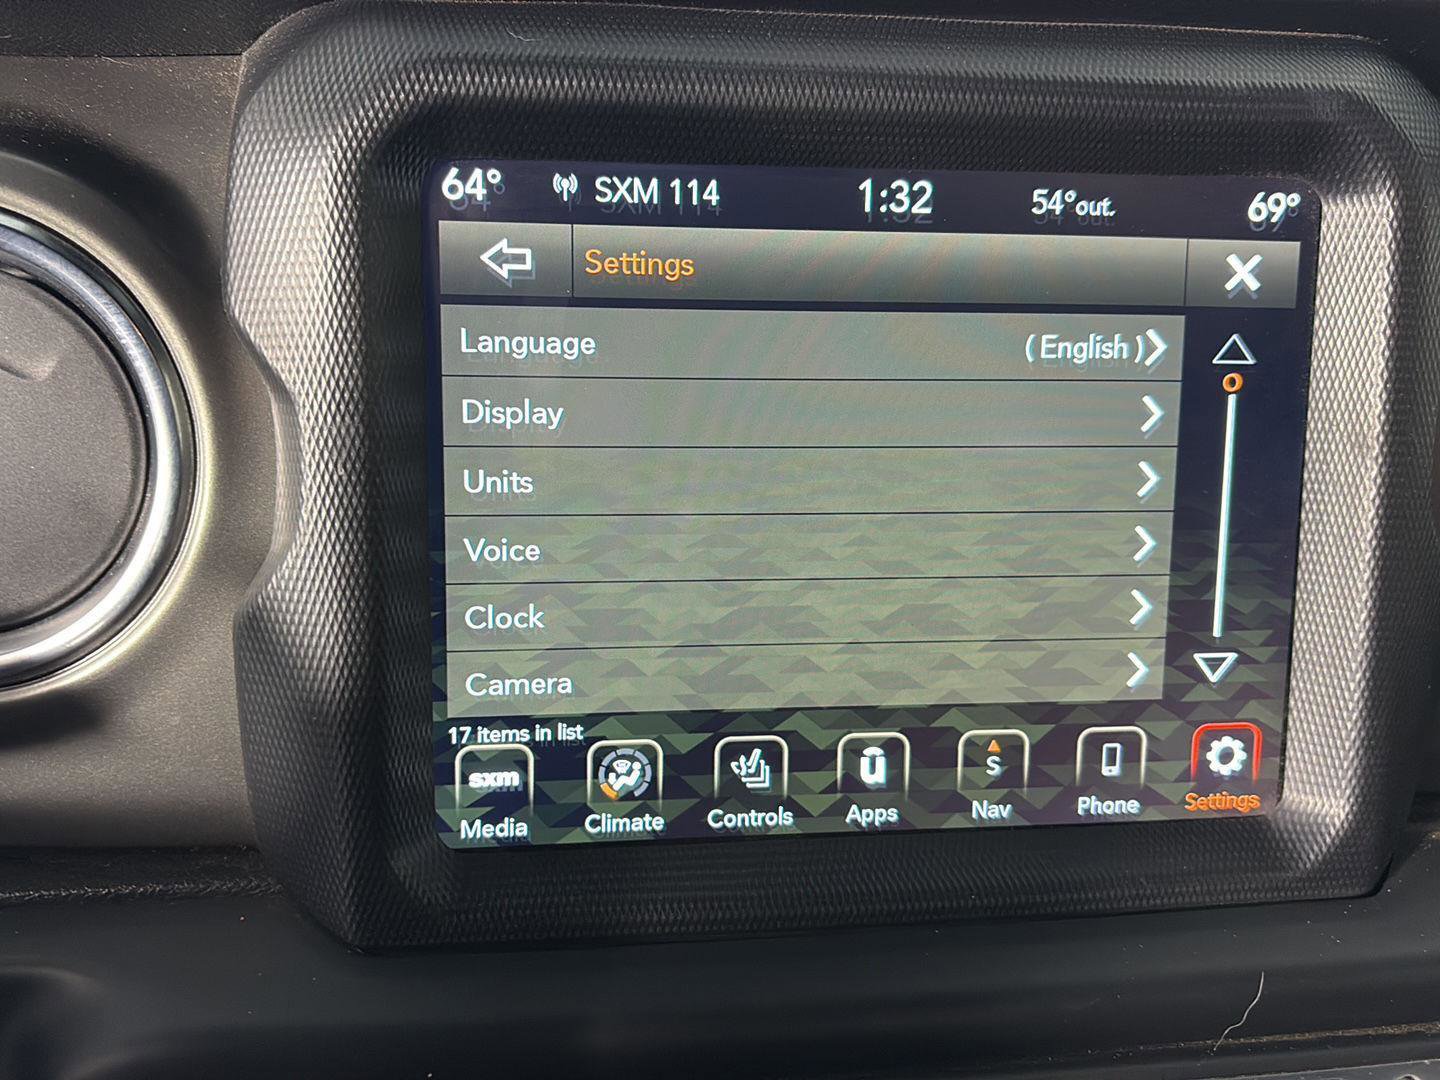 64° SXM 114 1:32 54°out. 69°
Settings
Language (English)
Display
Units
Voice
Clock
Camera
17 items in list
sxm ū S
Media Climate Controls Apps Nav Phone Settings